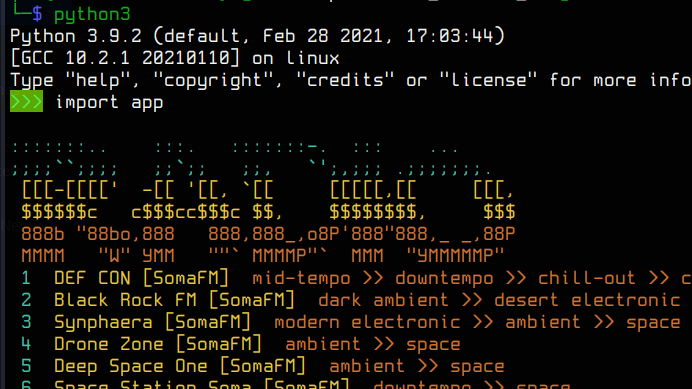 └─$ python3
Python 3.9.2 (default, Feb 28 2021, 17:03:44)
[GCC 10.2.1 20210110] on linux
Type "help", "copyright", "credits" or "license" for more info
>>> import app
::::::::..    :::.   :::::::-.  :::      ...
;;;;``;;;;   ;;`;;   ;;,   `';,;;; .;;;;;;;.
[[[-[[[['  -[[ '[[, `[[     [[[[[,[[     [[[,
$$$$$$c   c$$$cc$$$c $$,    $$$$$$$$,     $$$
888b "88bo,888   888,888_,o8P'888"888,_ _,88P
MMMM   "W" YMM   ""` MMMMP"`  MMM  "YMMMMMP"
1 DEF CON [SomaFM] mid-tempo >> downtempo >> chill-out >> c
2 Black Rock FM [SomaFM] dark ambient >> desert electronic
3 Synphaera [SomaFM] modern electronic >> ambient >> space
4 Drone Zone [SomaFM] ambient >> space
5 Deep Space One [SomaFM] ambient >> space
6 Space Station Soma [SomaFM] downtempo >> space